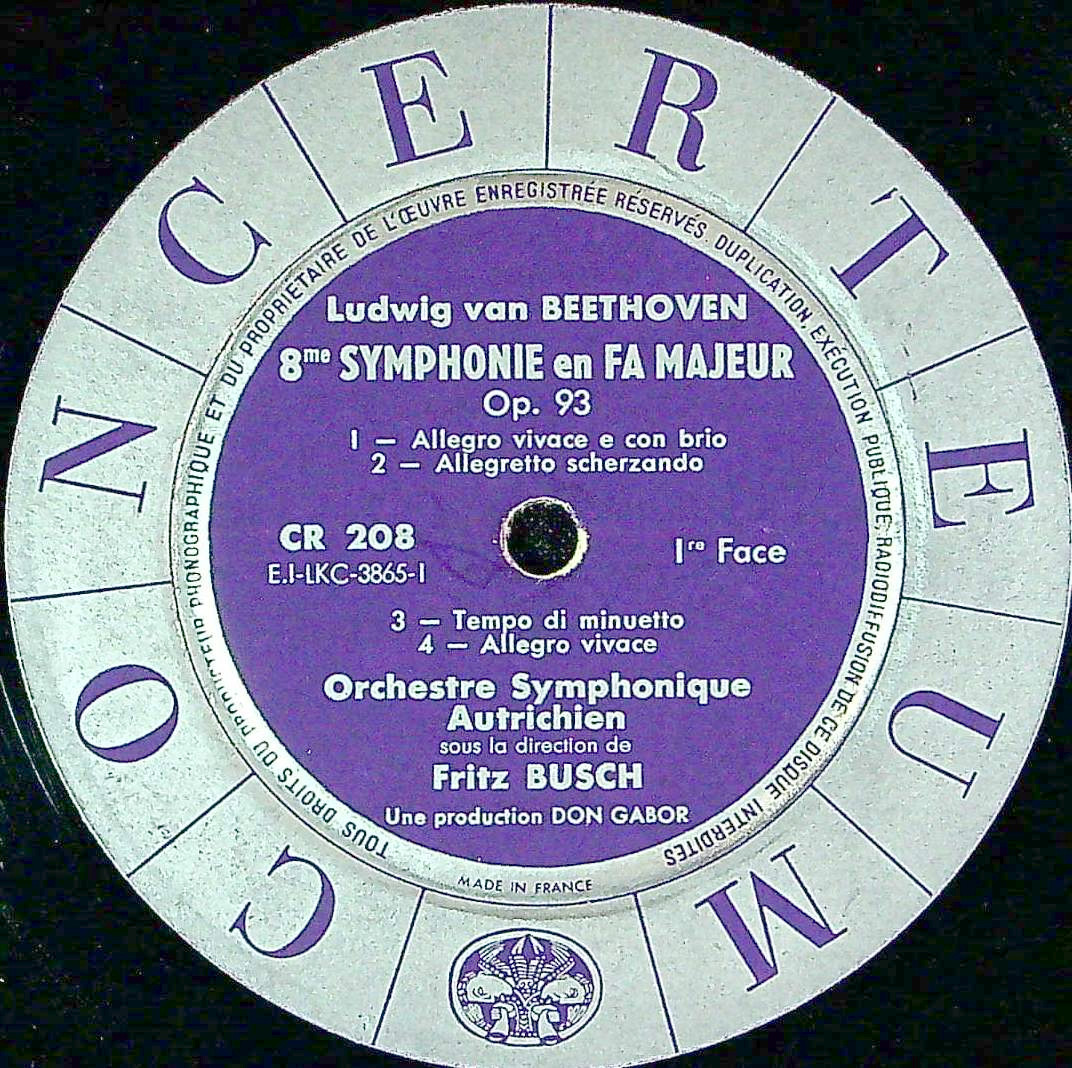 CONCERTEUM
TOUS DROITS DU PRODUCTEUR PHONOGRAPHIQUE ET DU PROPRIÉTAIRE DE L'ŒUVRE ENREGISTRÉE RÉSERVÉS. DUPLICATION, EXÉCUTION PUBLIQUE, RADIODIFFUSION DE CE DISQUE INTERDITES
Ludwig van BEETHOVEN
8me SYMPHONIE en FA MAJEUR
Op. 93
1 — Allegro vivace e con brio
2 — Allegretto scherzando
CR 208
E.I-LKC-3865-1
1re Face
3 — Tempo di minuetto
4 — Allegro vivace
Orchestre Symphonique
Autrichien
sous la direction de
Fritz BUSCH
Une production DON GABOR
MADE IN FRANCE